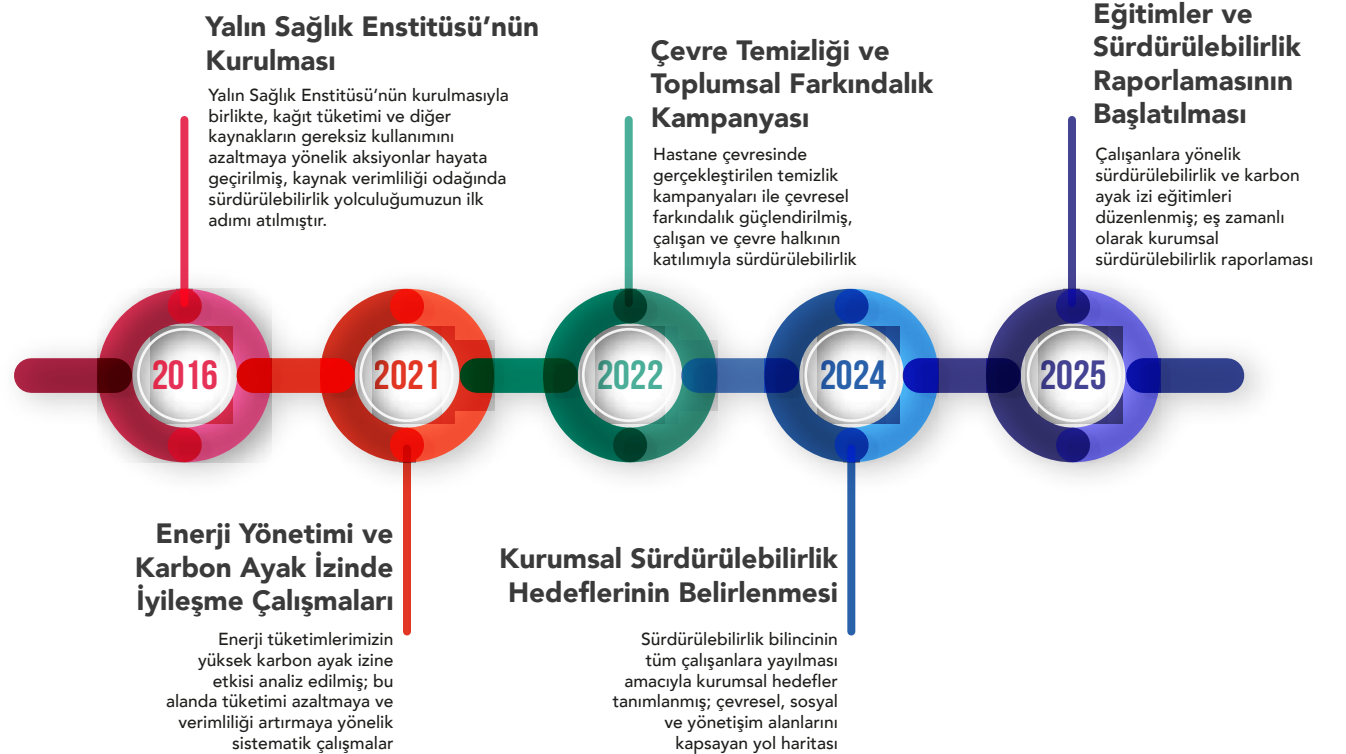 Yalın Sağlık Enstitüsü’nün
Kurulması
Yalın Sağlık Enstitüsü’nün kurulmasıyla
birlikte, kağıt tüketimi ve diğer
kaynakların gereksiz kullanımını
azaltmaya yönelik aksiyonlar hayata
geçirilmiş, kaynak verimliliği odağında
sürdürülebilirlik yolculuğumuzun ilk
adımı atılmıştır.
Çevre Temizliği ve
Toplumsal Farkındalık
Kampanyası
Hastane çevresinde
gerçekleştirilen temizlik
kampanyaları ile çevresel
farkındalık güçlendirilmiş,
çalışan ve çevre halkının
katılımıyla sürdürülebilirlik
Eğitimler ve
Sürdürülebilirlik
Raporlamasının
Başlatılması
Çalışanlara yönelik
sürdürülebilirlik ve karbon
ayak izi eğitimleri
düzenlenmiş; eş zamanlı
olarak kurumsal
sürdürülebilirlik raporlaması
2016
2021
2022
2024
2025
Enerji Yönetimi ve
Karbon Ayak İzinde
İyileşme Çalışmaları
Enerji tüketimlerimizin
yüksek karbon ayak izine
etkisi analiz edilmiş; bu
alanda tüketimi azaltmaya ve
verimliliği artırmaya yönelik
sistematik çalışmalar
Kurumsal Sürdürülebilirlik
Hedeflerinin Belirlenmesi
Sürdürülebilirlik bilincinin
tüm çalışanlara yayılması
amacıyla kurumsal hedefler
tanımlanmış; çevresel, sosyal
ve yönetişim alanlarını
kapsayan yol haritası